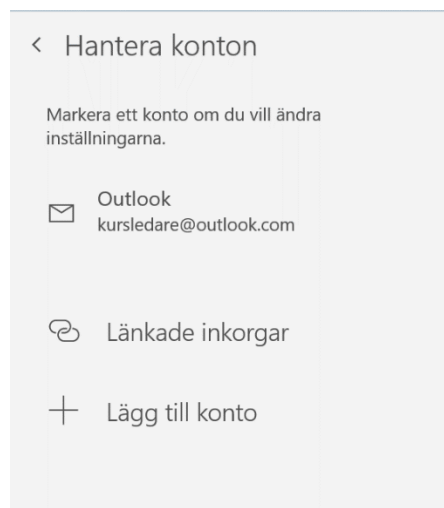 Hantera konton
Markera ett konto om du vill ändra
inställningarna.
Outlook
kursledare@outlook.com
Länkade inkorgar
Lägg till konto